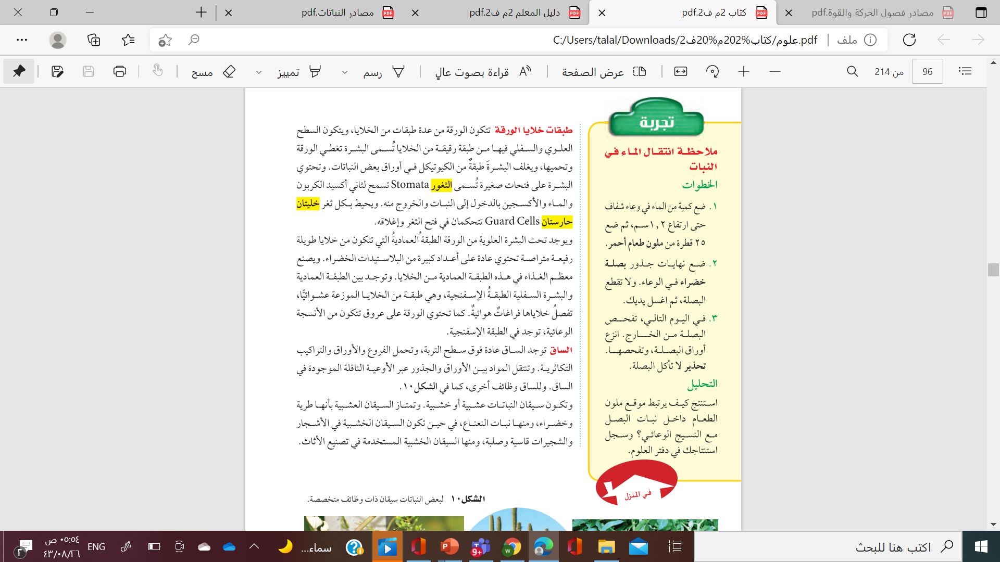 مصادر فصول الحركة والقوة.pdf
كتاب 2م ف2.pdf
دليل المعلم 2م ف2.pdf
مصادر النباتات.pdf
ملف
C:/Users/talal/Downloads/علوم/كتاب%202م%20ف2.pdf
96
من 214
عرض الصفحة
قراءة بصوت عالٍ
رسم
تمييز
مسح
تجربة
ملاحظة انتقال الماء في
النبات
الخطوات
١. ضع كمية من الماء في وعاء شفاف
حتى ارتفاع ١,٢سم، ثم ضع
٢٥ قطرة من ملون طعام أحمر.
٢. ضع نهايات جذور بصلة
خضراء في الوعاء. ولا تقطع
البصلة، ثم اغسل يديك.
٣. في اليوم التالي، تفحص
البصلة من الخارج. انزع
أوراق البصلة، وتفحصها.
تحذير لا تأكل البصلة.
التحليل
استنتج كيف يرتبط موقع ملون
الطعام داخل نبات البصل
مع النسيج الوعائي؟ وسجل
استنتاجك في دفتر العلوم.
في المنزل
طبقات خلايا الورقة تتكون الورقة من عدة طبقات من الخلايا، ويتكون السطح
العلوي والسفلي فيها من طبقة رقيقة من الخلايا تُسمى البشرة تغطي الورقة
وتحميها، ويغلف البشرةَ طبقةٌ من الكيوتيكل في أوراق بعض النباتات. وتحتوي
البشرة على فتحات صغيرة تُسمى الثغور Stomata تسمح لثاني أكسيد الكربون
والماء والأكسجين بالدخول إلى النبات والخروج منه. ويحيط بكل ثغر خليتان
حارستان Guard Cells تتحكمان في فتح الثغر وإغلاقه.
ويوجد تحت البشرة العلوية من الورقة الطبقةُ العماديةُ التي تتكون من خلايا طويلة
رفيعة متراصة تحتوي عادة على أعداد كبيرة من البلاستيدات الخضراء. ويصنع
معظم الغذاء في هذه الطبقة العمادية من الخلايا. وتوجد بين الطبقة العمادية
والبشرة السفلية الطبقةُ الإسفنجية، وهي طبقة من الخلايا الموزعة عشوائيًّا،
تفصلُ خلاياها فراغاتٌ هوائيةٌ. كما تحتوي الورقة على عروق تتكون من الأنسجة
الوعائية، توجد في الطبقة الإسفنجية.
الساق توجد الساق عادة فوق سطح التربة، وتحمل الفروع والأوراق والتراكيب
التكاثرية. وتنتقل المواد بين الأوراق والجذور عبر الأوعية الناقلة الموجودة في
الساق. وللساق وظائف أخرى، كما في الشكل ١٠.
وتكون سيقان النباتات عشبية أو خشبية. وتمتاز السيقان العشبية بأنها طرية
وخضراء، ومنها نبات النعناع، في حين تكون السيقان الخشبية في الأشجار
والشجيرات قاسية وصلبة، ومنها السيقان الخشبية المستخدمة في تصنيع الأثاث.
الشكل ١٠ لبعض النباتات سيقان ذات وظائف متخصصة.
اكتب هنا للبحث
سماء...
ENG
٠٥:٥٤ ص
٤٣/٠٨/٢٦
٣
9+